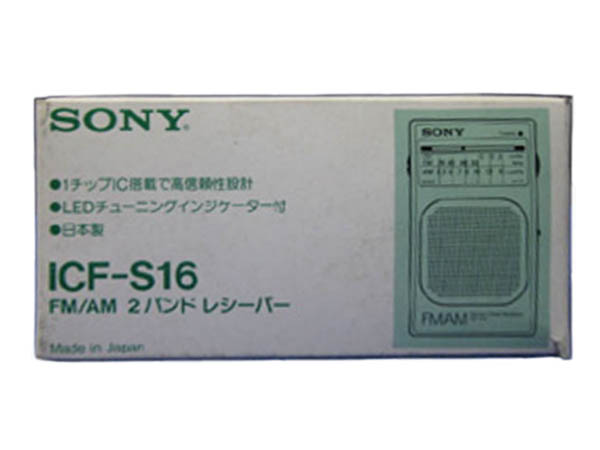 SONY
●1チップIC搭載で高信頼性設計
●LEDチューニングインジケーター付
●日本製
ICF-S16
FM/AM 2バンド レシーバー
Made in Japan
SONY
FM
AM
FM/AM